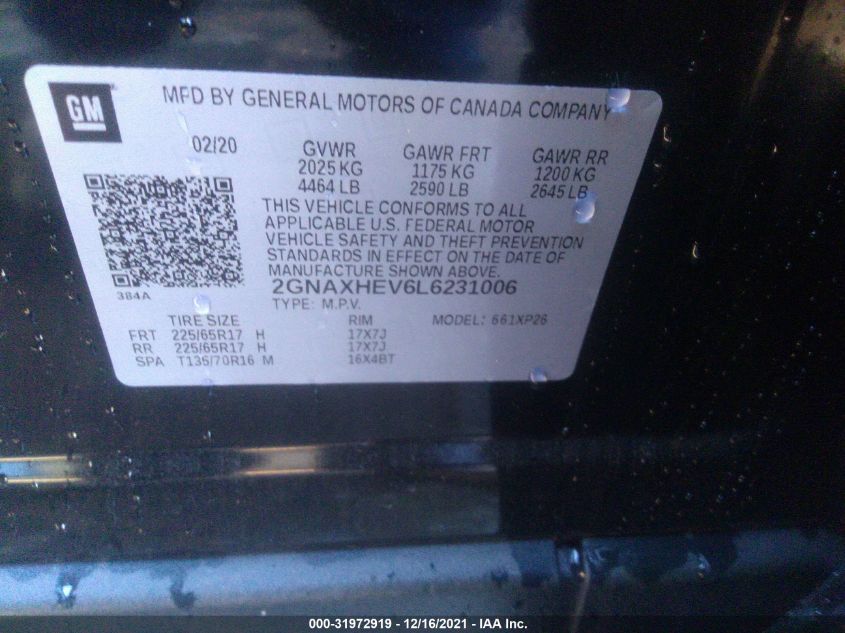 GM
MFD BY GENERAL MOTORS OF CANADA COMPANY
02/20 GVWR GAWR FRT GAWR RR
2025 KG 1175 KG 1200 KG
4464 LB 2590 LB 2645 LB
THIS VEHICLE CONFORMS TO ALL
APPLICABLE U.S. FEDERAL MOTOR
VEHICLE SAFETY AND THEFT PREVENTION
STANDARDS IN EFFECT ON THE DATE OF
MANUFACTURE SHOWN ABOVE.
384A 2GNAXHEV6L6231006
TYPE: M.P.V.
TIRE SIZE RIM MODEL: 661XP26
FRT 225/65R17 H 17X7J
RR 225/65R17 H 17X7J
SPA T135/70R16 M 16X4BT
000-31972919 - 12/16/2021 - IAA Inc.